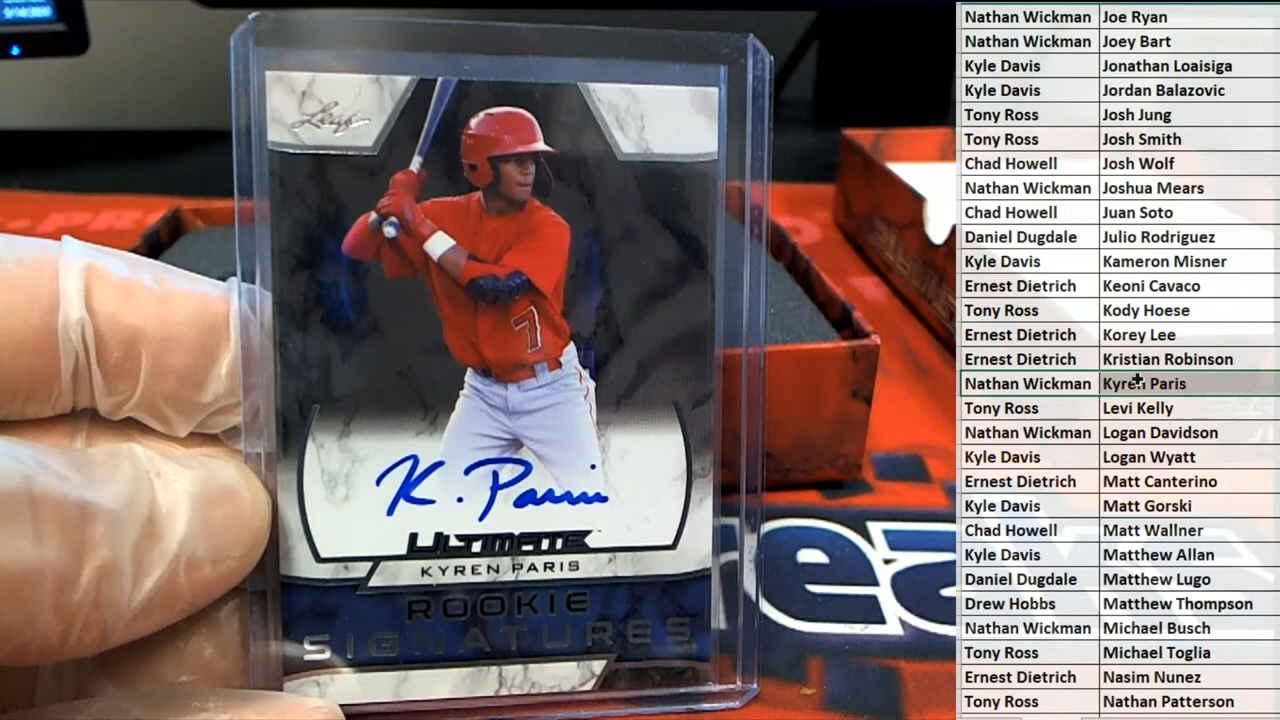 Leaf
7
K. Paris
ULTIMATE
KYREN PARIS
ROOKIE
SIGNATURES
Nathan Wickman Joe Ryan
Nathan Wickman Joey Bart
Kyle Davis Jonathan Loaisiga
Kyle Davis Jordan Balazovic
Tony Ross Josh Jung
Tony Ross Josh Smith
Chad Howell Josh Wolf
Nathan Wickman Joshua Mears
Chad Howell Juan Soto
Daniel Dugdale Julio Rodriguez
Kyle Davis Kameron Misner
Ernest Dietrich Keoni Cavaco
Tony Ross Kody Hoese
Ernest Dietrich Korey Lee
Ernest Dietrich Kristian Robinson
Nathan Wickman Kyren Paris
Tony Ross Levi Kelly
Nathan Wickman Logan Davidson
Kyle Davis Logan Wyatt
Ernest Dietrich Matt Canterino
Kyle Davis Matt Gorski
Chad Howell Matt Wallner
Kyle Davis Matthew Allan
Daniel Dugdale Matthew Lugo
Drew Hobbs Matthew Thompson
Nathan Wickman Michael Busch
Tony Ross Michael Toglia
Ernest Dietrich Nasim Nunez
Tony Ross Nathan Patterson